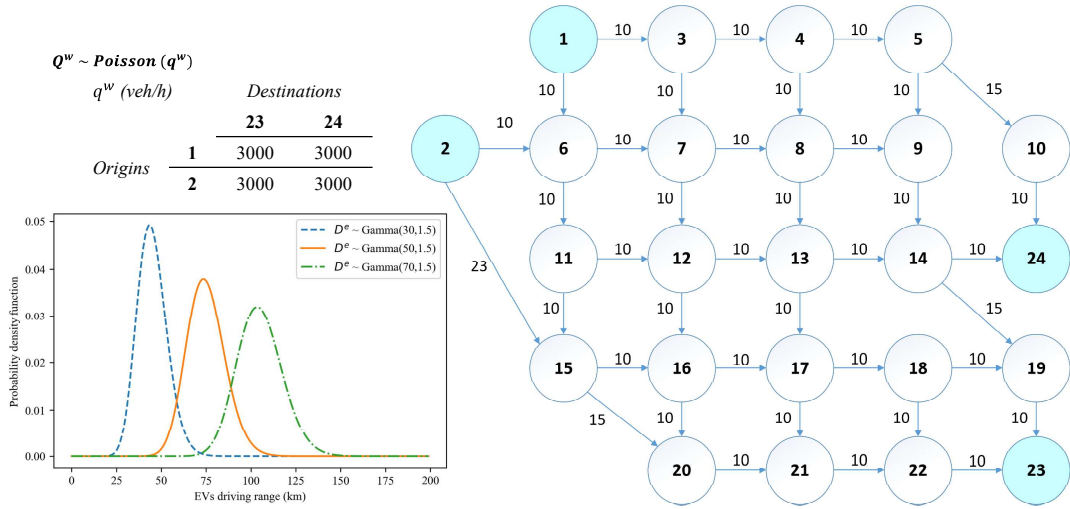 Q^w ~ Poisson (q^w)
q^w (veh/h) Destinations
23 24
Origins 1 3000 3000
2 3000 3000
0.05
0.04
0.03
0.02
0.01
0.00
Probability density function
D^e ~ Gamma(30,1.5)
D^e ~ Gamma(50,1.5)
D^e ~ Gamma(70,1.5)
0 25 50 75 100 125 150 175 200
EVs driving range (km)
1 10 3 10 4 10 5
10 10 10 10 15
2 10 6 10 7 10 8 10 9 10
23 10 10 10 10 10
11 10 12 10 13 10 14 10 24
10 10 10 15
15 10 16 10 17 10 18 10 19
15 10 10 10 10
20 10 21 10 22 10 23